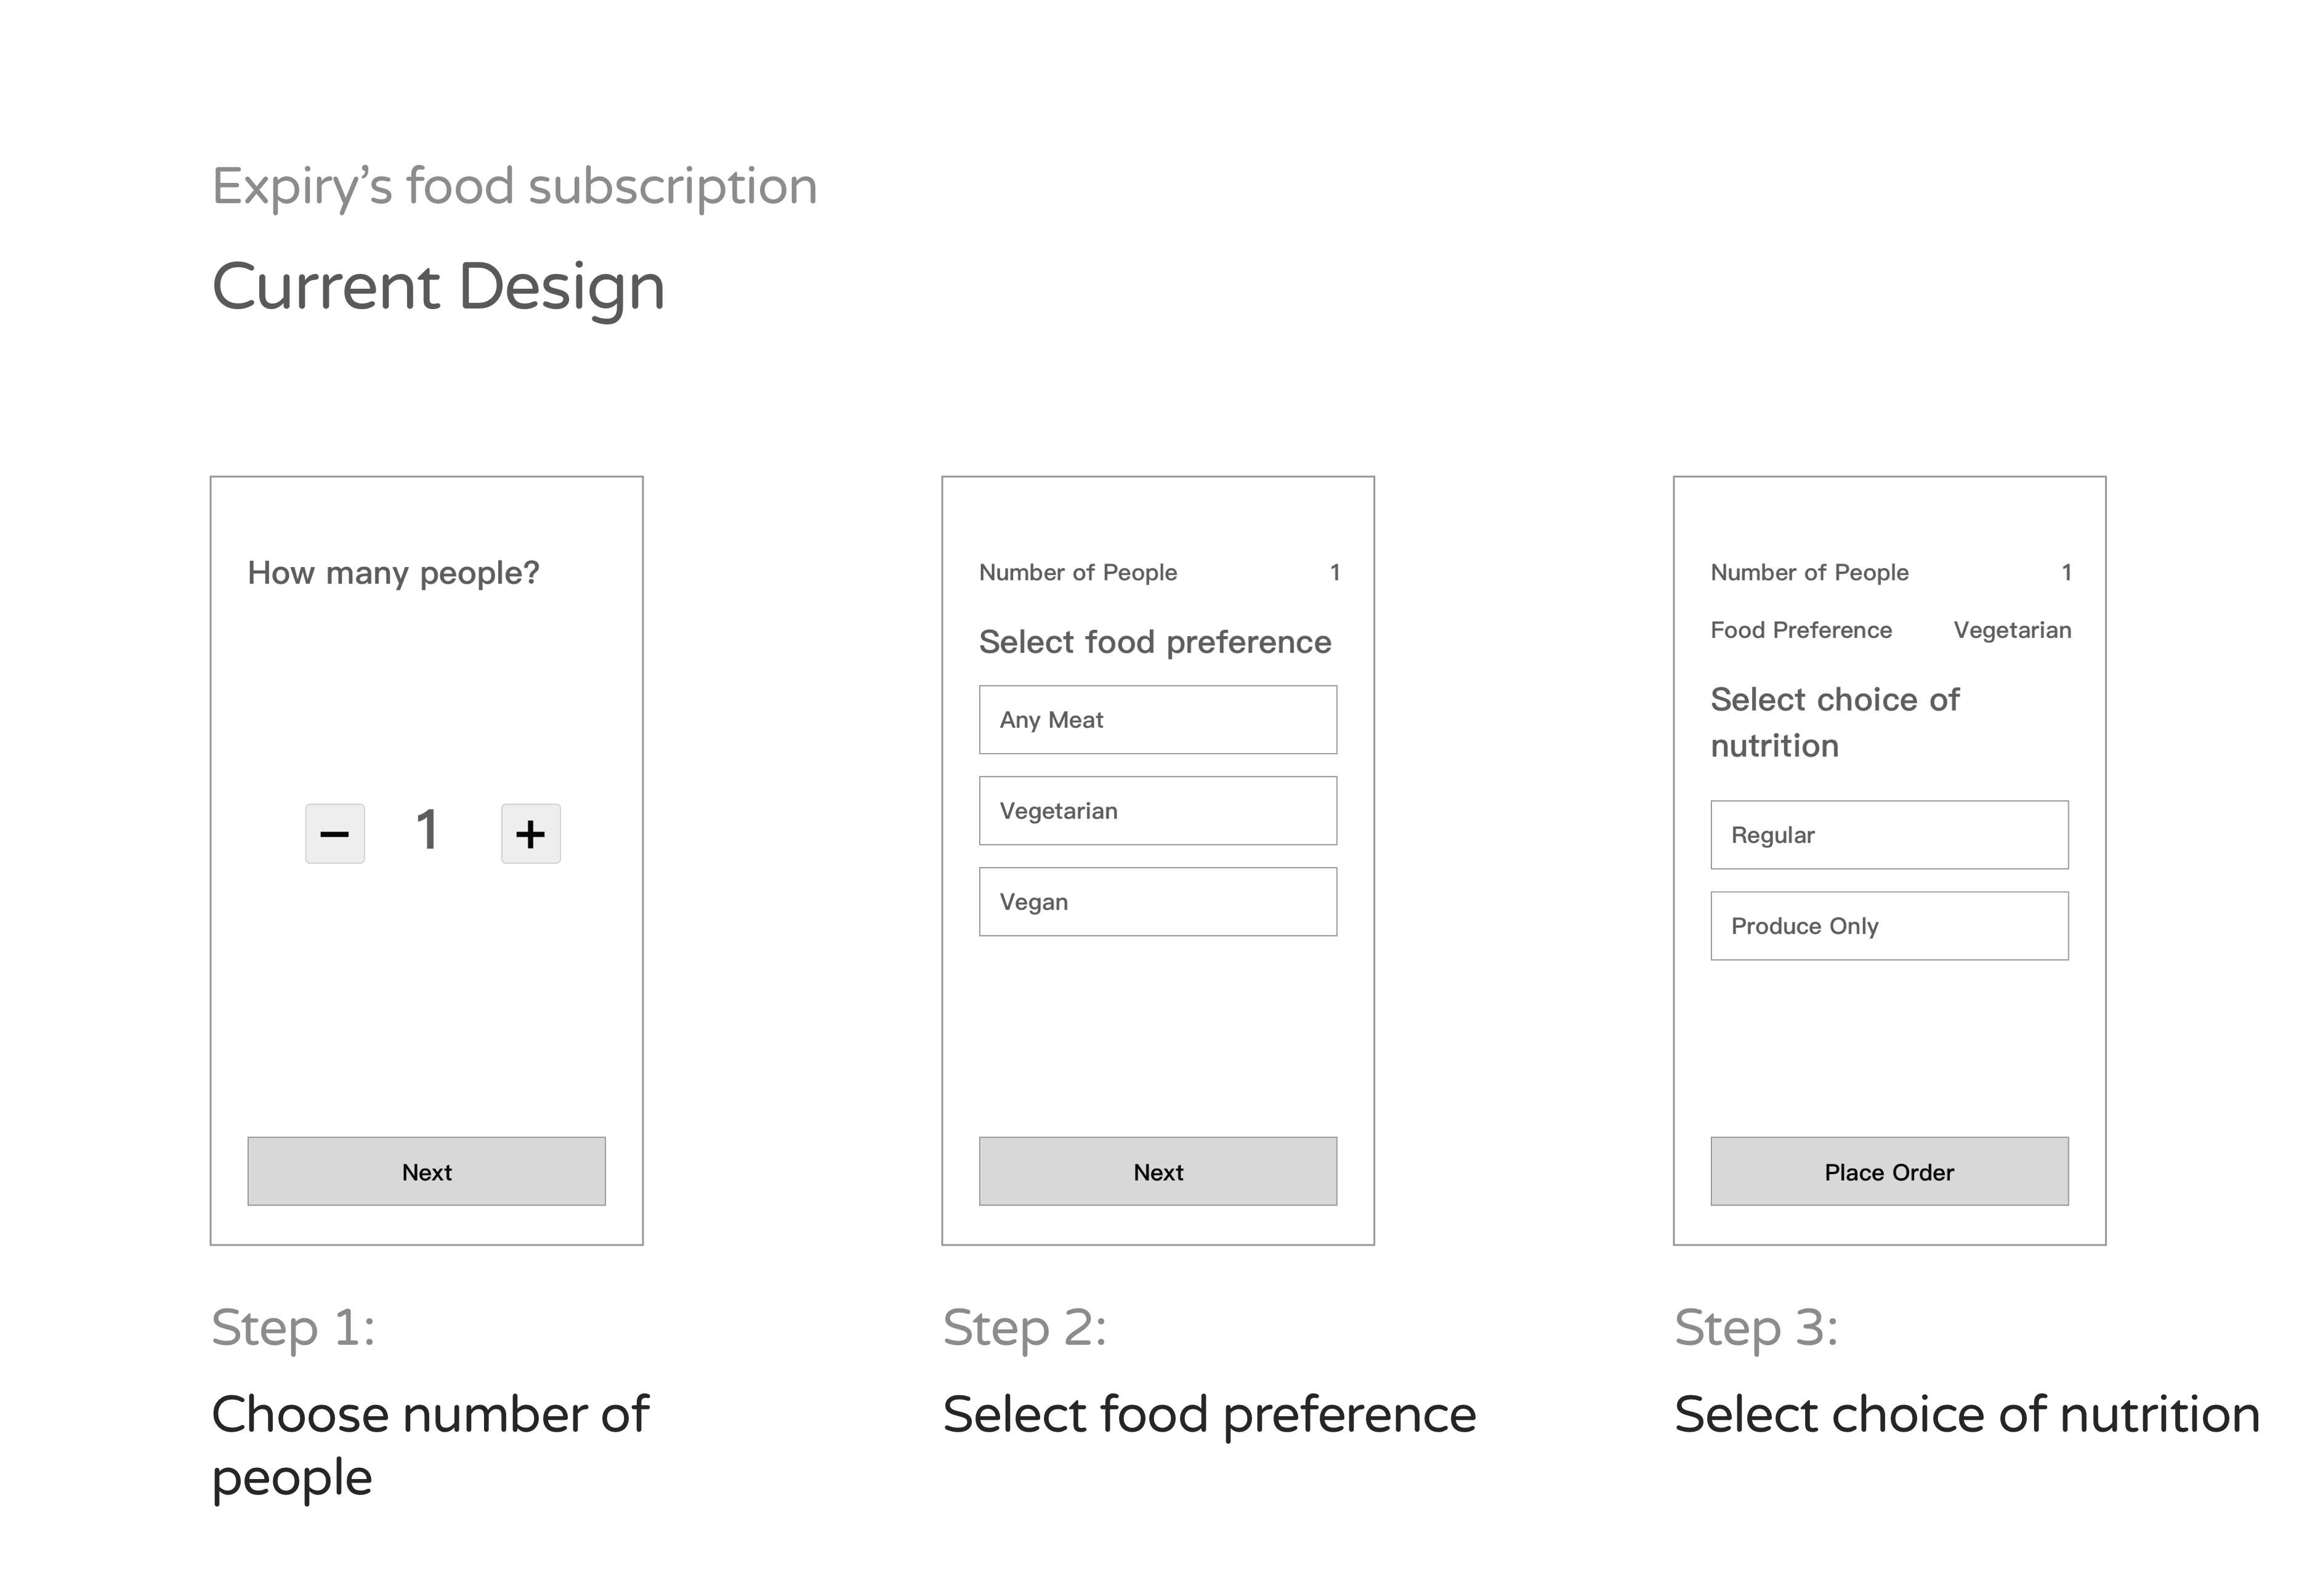 Expiry’s food subscription
Current Design
How many people?
− 1 +
Next
Step 1:
Choose number of
people
Number of People 1
Select food preference
Any Meat
Vegetarian
Vegan
Next
Step 2:
Select food preference
Number of People 1
Food Preference Vegetarian
Select choice of
nutrition
Regular
Produce Only
Place Order
Step 3:
Select choice of nutrition